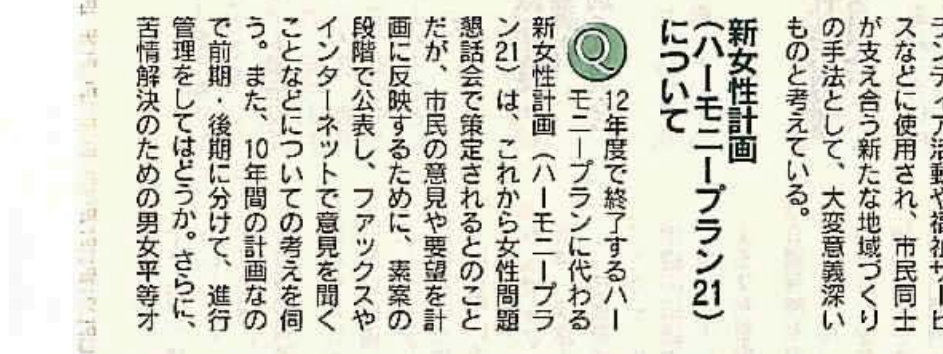 ランティア活動や福祉サービ
スなどに使用され、市民同士
が支え合う新たな地域づくり
の手法として、大変意義深い
ものと考えている。
新女性計画
（ハーモニープラン21）
について
Q
12年度で終了するハー
モニープランに代わる
新女性計画（ハーモニープラ
ン21）は、これから女性問題
懇話会で策定されるとのこと
だが、市民の意見や要望を計
画に反映するために、素案の
段階で公表し、ファックスや
インターネットで意見を聞く
ことなどについての考えを伺
う。また、10年間の計画なの
で前期・後期に分けて、進行
管理をしてはどうか。さらに、
苦情解決のための男女平等オ